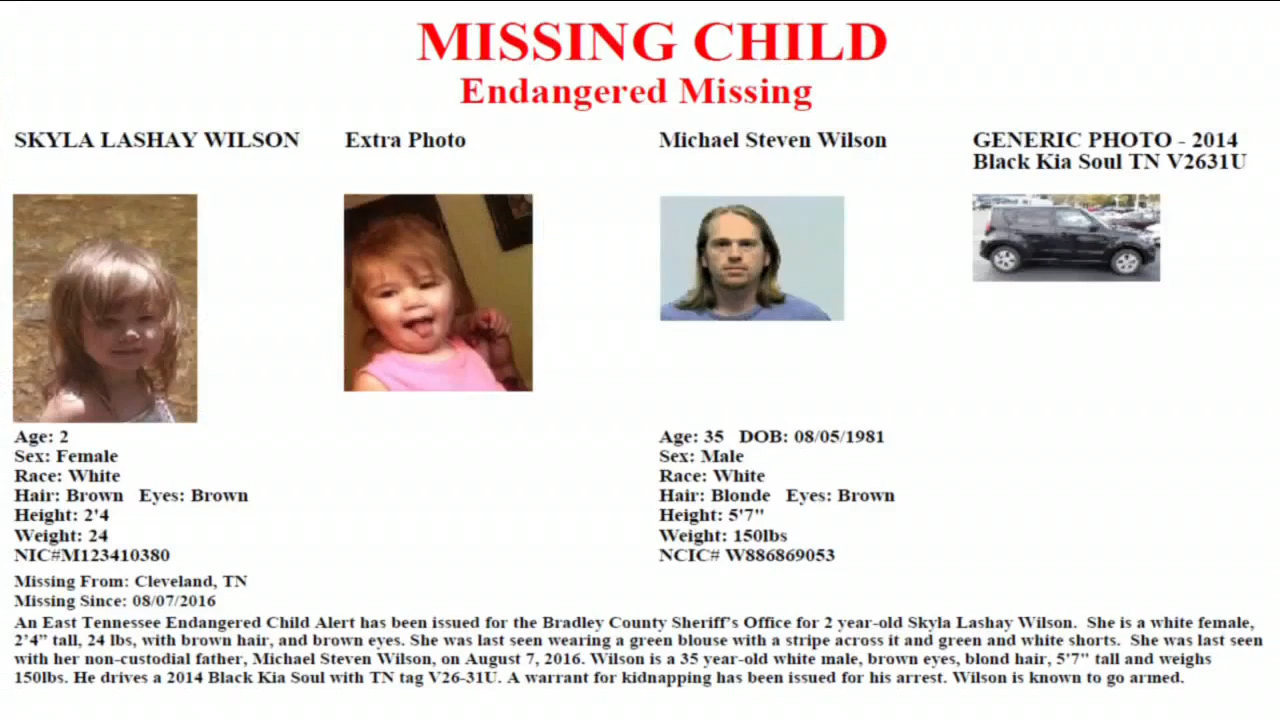 MISSING CHILD
Endangered Missing
SKYLA LASHAY WILSON
Extra Photo
Michael Steven Wilson
GENERIC PHOTO - 2014
Black Kia Soul TN V2631U
Age: 2
Sex: Female
Race: White
Hair: Brown Eyes: Brown
Height: 2'4
Weight: 24
NIC#M123410380
Missing From: Cleveland, TN
Missing Since: 08/07/2016
Age: 35 DOB: 08/05/1981
Sex: Male
Race: White
Hair: Blonde Eyes: Brown
Height: 5'7"
Weight: 150lbs
NCIC# W886869053
An East Tennessee Endangered Child Alert has been issued for the Bradley County Sheriff's Office for 2 year-old Skyla Lashay Wilson. She is a white female,
2'4” tall, 24 lbs, with brown hair, and brown eyes. She was last seen wearing a green blouse with a stripe across it and green and white shorts. She was last seen
with her non-custodial father, Michael Steven Wilson, on August 7, 2016. Wilson is a 35 year-old white male, brown eyes, blond hair, 5'7" tall and weighs
150lbs. He drives a 2014 Black Kia Soul with TN tag V26-31U. A warrant for kidnapping has been issued for his arrest. Wilson is known to go armed.